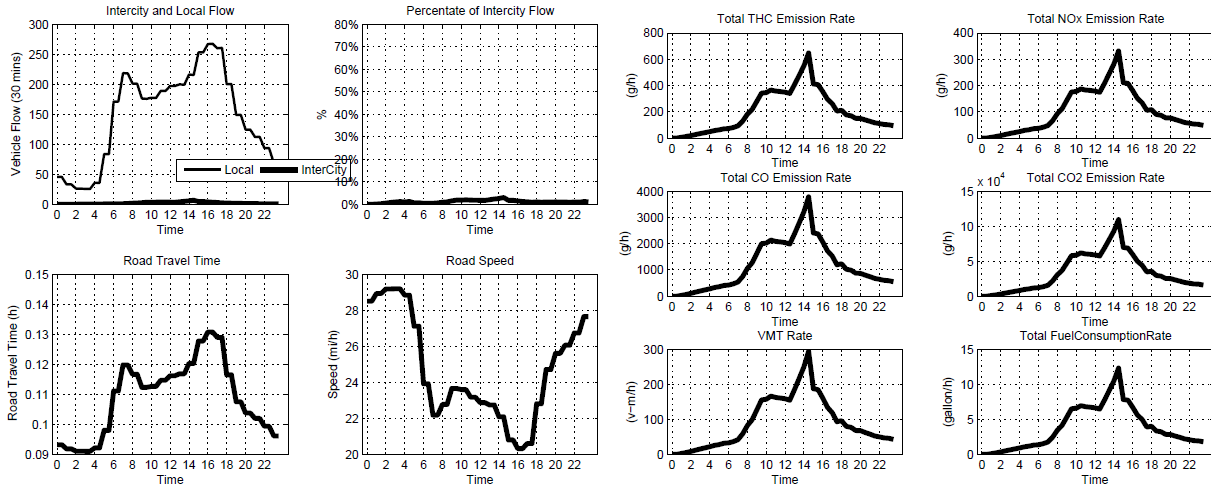 Intercity and Local Flow
Vehicle Flow (30 mins)
300
250
200
150
100
50
0
0 2 4 6 8 10 12 14 16 18 20 22
Time
Local InterCity
Percentate of Intercity Flow
%
80%
70%
60%
50%
40%
30%
20%
10%
0%
0 2 4 6 8 10 12 14 16 18 20 22
Time
Road Travel Time
Road Travel Time (h)
0.15
0.14
0.13
0.12
0.11
0.1
0.09
0 2 4 6 8 10 12 14 16 18 20 22
Time
Road Speed
Speed (mi/h)
30
28
26
24
22
20
0 2 4 6 8 10 12 14 16 18 20 22
Time
Total THC Emission Rate
(g/h)
800
600
400
200
0
0 2 4 6 8 10 12 14 16 18 20 22
Time
Total NOx Emission Rate
(g/h)
400
300
200
100
0
0 2 4 6 8 10 12 14 16 18 20 22
Time
Total CO Emission Rate
(g/h)
4000
3000
2000
1000
0
0 2 4 6 8 10 12 14 16 18 20 22
Time
x 10⁴ Total CO2 Emission Rate
(g/h)
15
10
5
0
0 2 4 6 8 10 12 14 16 18 20 22
Time
VMT Rate
(v−m/h)
300
200
100
0
0 2 4 6 8 10 12 14 16 18 20 22
Time
Total FuelConsumptionRate
(gallon/h)
15
10
5
0
0 2 4 6 8 10 12 14 16 18 20 22
Time